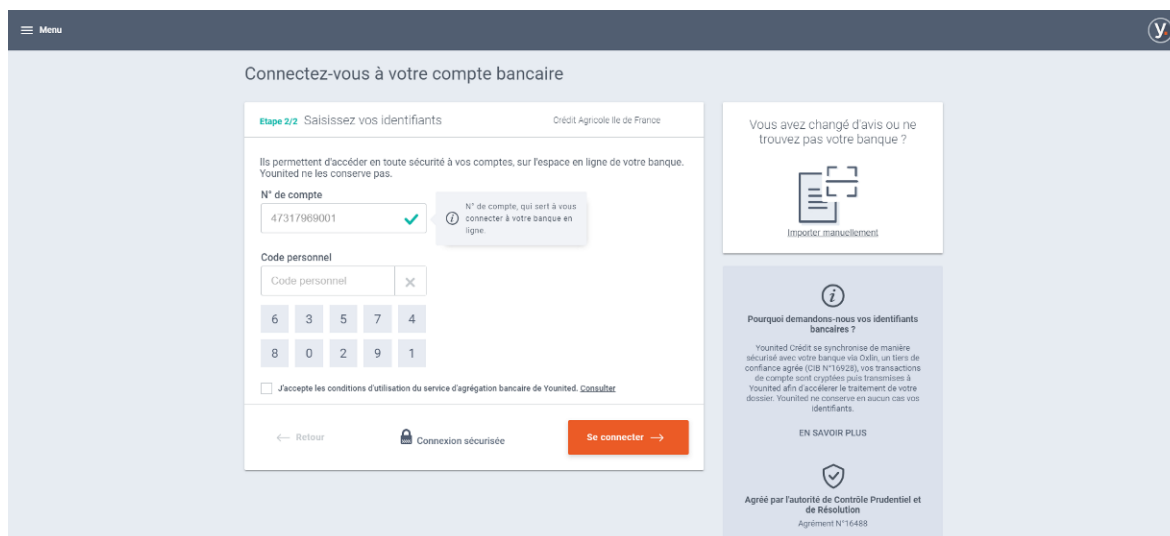 Menu
y.
Connectez-vous à votre compte bancaire
Etape 2/2 Saisissez vos identifiants
Crédit Agricole Ile de France
Ils permettent d'accéder en toute sécurité à vos comptes, sur l'espace en ligne de votre banque.
Younited ne les conserve pas.
N° de compte
47317969001
N° de compte, qui sert à vous
connecter à votre banque en
ligne.
Code personnel
Code personnel
6 3 5 7 4
8 0 2 9 1
J'accepte les conditions d'utilisation du service d'agrégation bancaire de Younited. Consulter
Retour
Connexion sécurisée
Se connecter
Vous avez changé d'avis ou ne
trouvez pas votre banque ?
Importer manuellement
Pourquoi demandons-nous vos identifiants
bancaires ?
Younited Crédit se synchronise de manière
sécurisé avec votre banque via Oxlin, un tiers de
confiance agrée (CIB N°16928), vos transactions
de compte sont cryptées puis transmises à
Younited afin d'accélerer le traitement de votre
dossier. Younited ne conserve en aucun cas vos
identifiants.
EN SAVOIR PLUS
Agréé par l'autorité de Contrôle Prudentiel et
de Résolution
Agrément N°16488